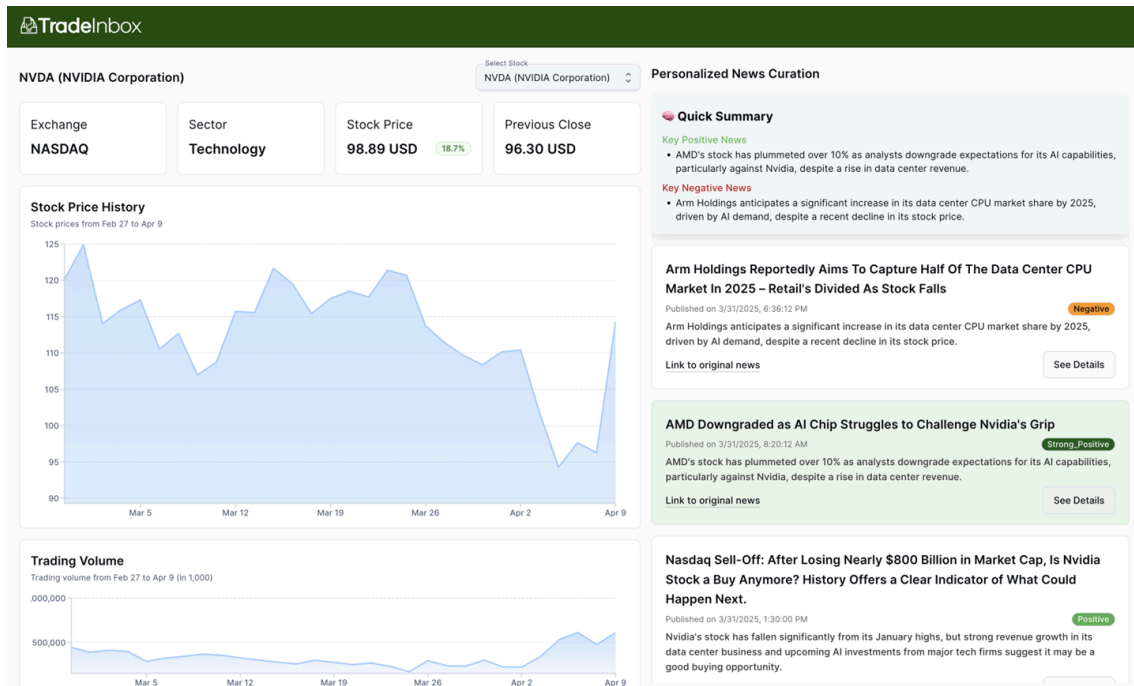 TradeInbox
NVDA (NVIDIA Corporation)
Select Stock
NVDA (NVIDIA Corporation)
Exchange
NASDAQ
Sector
Technology
Stock Price
98.89 USD
18.7%
Previous Close
96.30 USD
Stock Price History
Stock prices from Feb 27 to Apr 9
125
120
115
110
105
100
95
90
Mar 5
Mar 12
Mar 19
Mar 26
Apr 2
Apr 9
Trading Volume
Trading volume from Feb 27 to Apr 9 (in 1,000)
,000,000
500,000
Mar 5
Mar 12
Mar 19
Mar 26
Apr 2
Apr 9
Personalized News Curation
🧠 Quick Summary
Key Positive News
• AMD's stock has plummeted over 10% as analysts downgrade expectations for its AI capabilities,
particularly against Nvidia, despite a rise in data center revenue.
Key Negative News
• Arm Holdings anticipates a significant increase in its data center CPU market share by 2025,
driven by AI demand, despite a recent decline in its stock price.
Arm Holdings Reportedly Aims To Capture Half Of The Data Center CPU
Market In 2025 – Retail's Divided As Stock Falls
Published on 3/31/2025, 6:36:12 PM
Negative
Arm Holdings anticipates a significant increase in its data center CPU market share by 2025,
driven by AI demand, despite a recent decline in its stock price.
Link to original news
See Details
AMD Downgraded as AI Chip Struggles to Challenge Nvidia's Grip
Published on 3/31/2025, 8:20:12 AM
Strong_Positive
AMD's stock has plummeted over 10% as analysts downgrade expectations for its AI capabilities,
particularly against Nvidia, despite a rise in data center revenue.
Link to original news
See Details
Nasdaq Sell-Off: After Losing Nearly $800 Billion in Market Cap, Is Nvidia
Stock a Buy Anymore? History Offers a Clear Indicator of What Could
Happen Next.
Published on 3/31/2025, 1:30:00 PM
Positive
Nvidia's stock has fallen significantly from its January highs, but strong revenue growth in its
data center business and upcoming AI investments from major tech firms suggest it may be a
good buying opportunity.